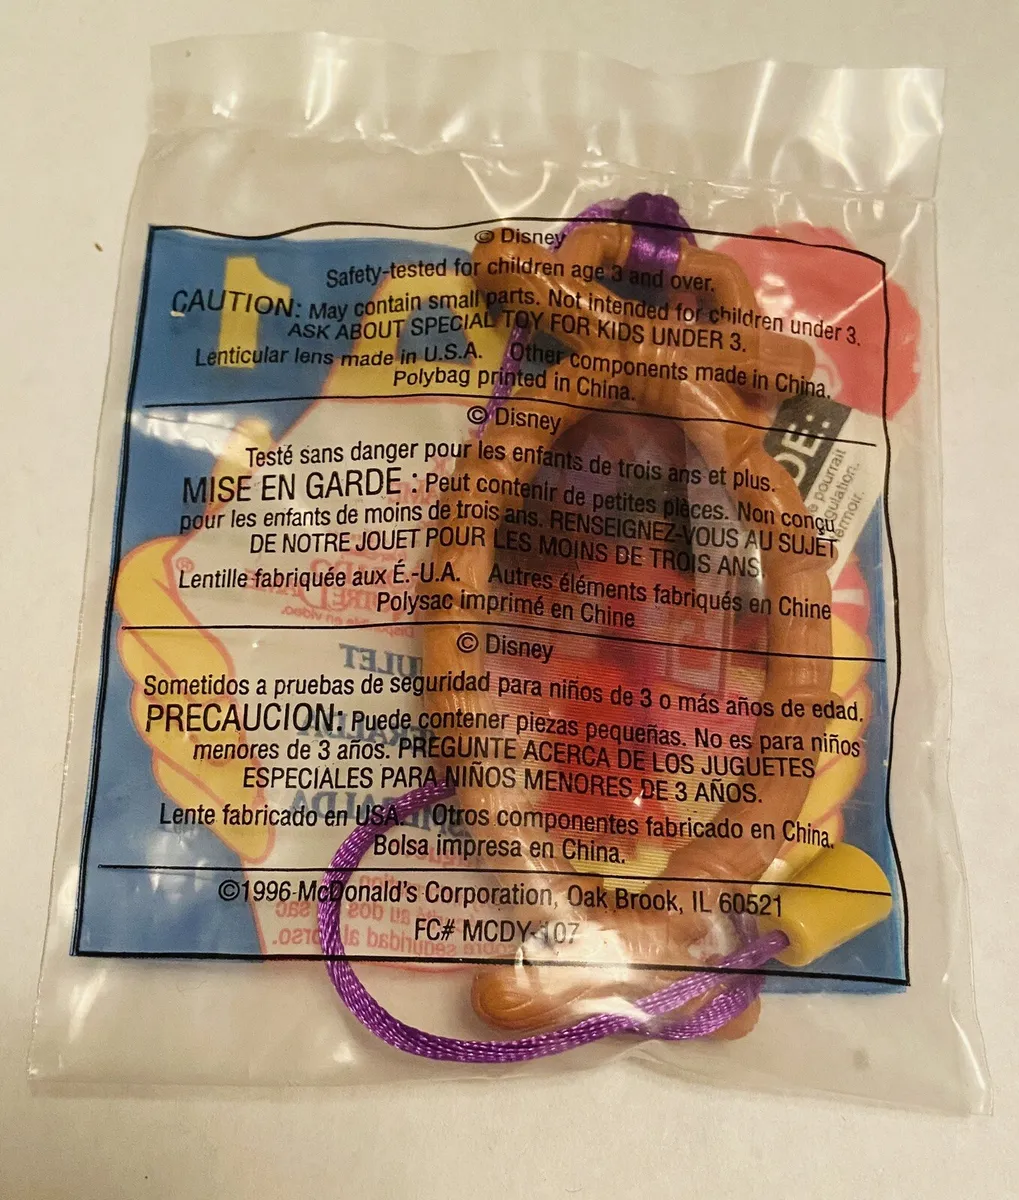 © Disney
Safety-tested for children age 3 and over.
CAUTION: May contain small parts. Not intended for children under 3.
ASK ABOUT SPECIAL TOY FOR KIDS UNDER 3.
Lenticular lens made in U.S.A. Other components made in China.
Polybag printed in China.
© Disney
Testé sans danger pour les enfants de trois ans et plus.
MISE EN GARDE : Peut contenir de petites pièces. Non conçu
pour les enfants de moins de trois ans. RENSEIGNEZ-VOUS AU SUJET
DE NOTRE JOUET POUR LES MOINS DE TROIS ANS.
Lentille fabriquée aux É.-U.A. Autres éléments fabriqués en Chine
Polysac imprimé en Chine
© Disney
Sometidos a pruebas de seguridad para niños de 3 o más años de edad.
PRECAUCION: Puede contener piezas pequeñas. No es para niños
menores de 3 años. PREGUNTE ACERCA DE LOS JUGUETES
ESPECIALES PARA NIÑOS MENORES DE 3 AÑOS.
Lente fabricado en USA. Otros componentes fabricado en China.
Bolsa impresa en China.
©1996 McDonald's Corporation, Oak Brook, IL 60521
FC# MCDY-107
1
DÉ:
pourrait